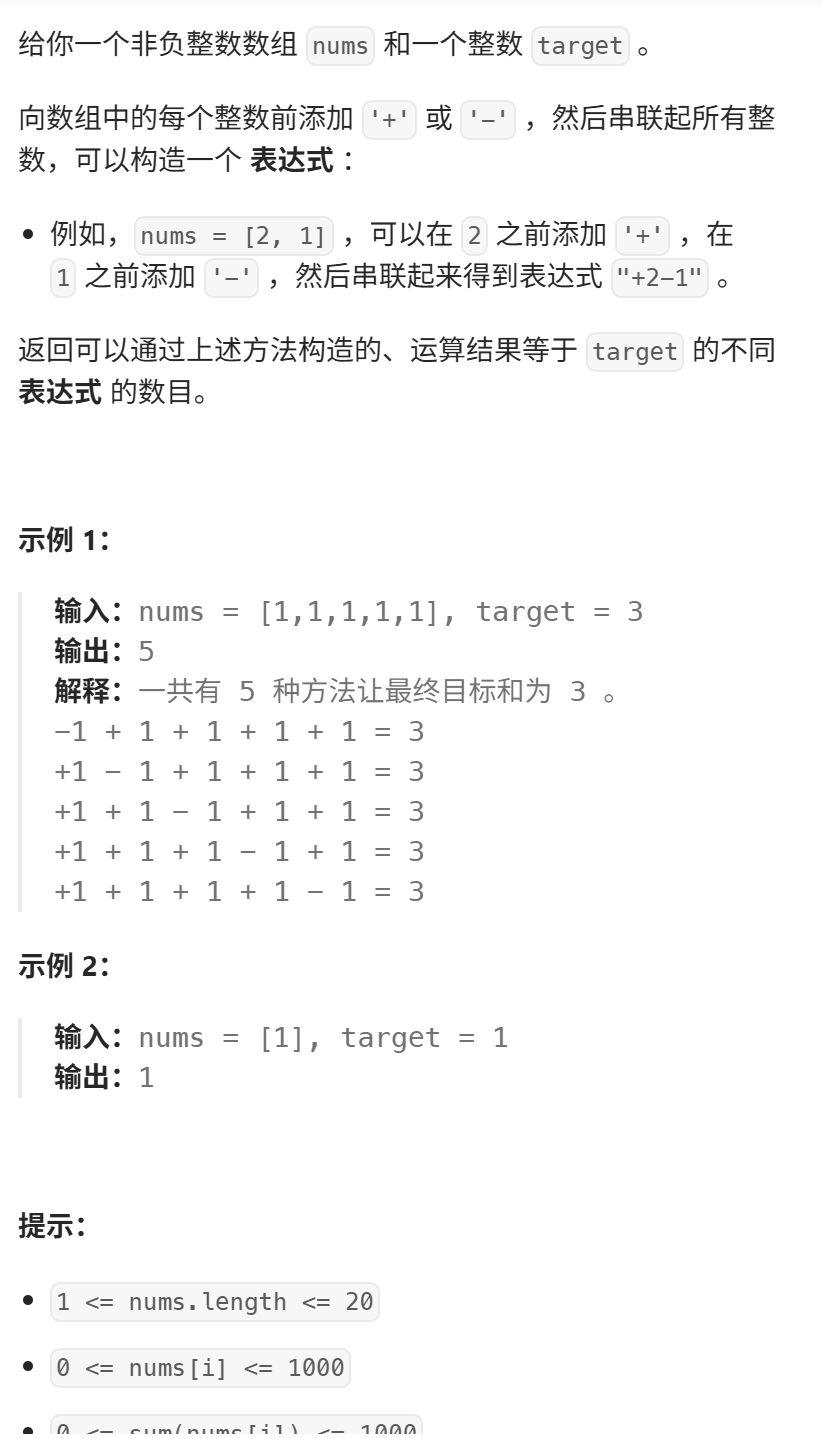 给你一个非负整数数组 nums 和一个整数 target 。
向数组中的每个整数前添加 '+' 或 '-' ，然后串联起所有整
数，可以构造一个 表达式 ：
• 例如，nums = [2, 1] ，可以在 2 之前添加 '+' ，在
1 之前添加 '-' ，然后串联起来得到表达式 "+2-1" 。
返回可以通过上述方法构造的、运算结果等于 target 的不同
表达式 的数目。
示例 1：
输入：nums = [1,1,1,1,1], target = 3
输出：5
解释：一共有 5 种方法让最终目标和为 3 。
-1 + 1 + 1 + 1 + 1 = 3
+1 - 1 + 1 + 1 + 1 = 3
+1 + 1 - 1 + 1 + 1 = 3
+1 + 1 + 1 - 1 + 1 = 3
+1 + 1 + 1 + 1 - 1 = 3
示例 2：
输入：nums = [1], target = 1
输出：1
提示：
• 1 <= nums.length <= 20
• 0 <= nums[i] <= 1000
• 0 <= sum(nums[i]) <= 1000